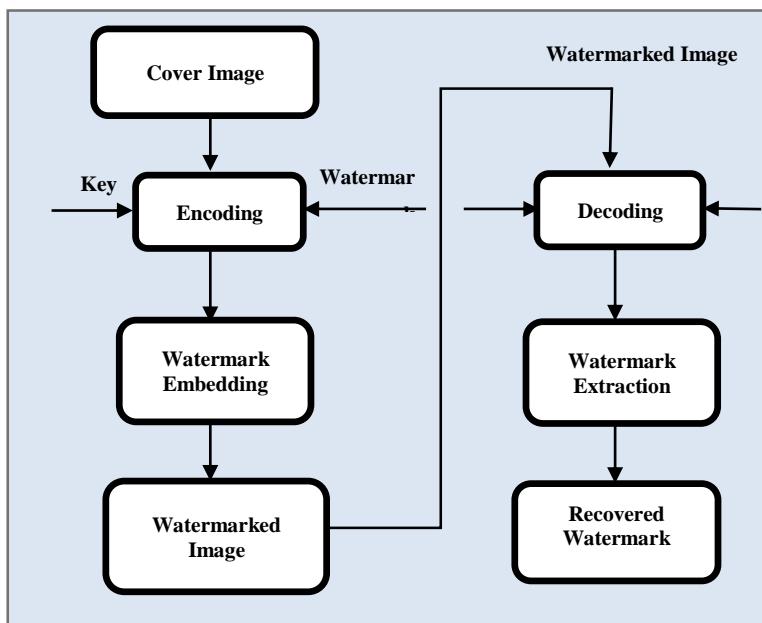 Cover Image
Watermarked Image
Key
Watermar
Encoding
Decoding
Watermark
Embedding
Watermark
Extraction
Watermarked
Image
Recovered
Watermark